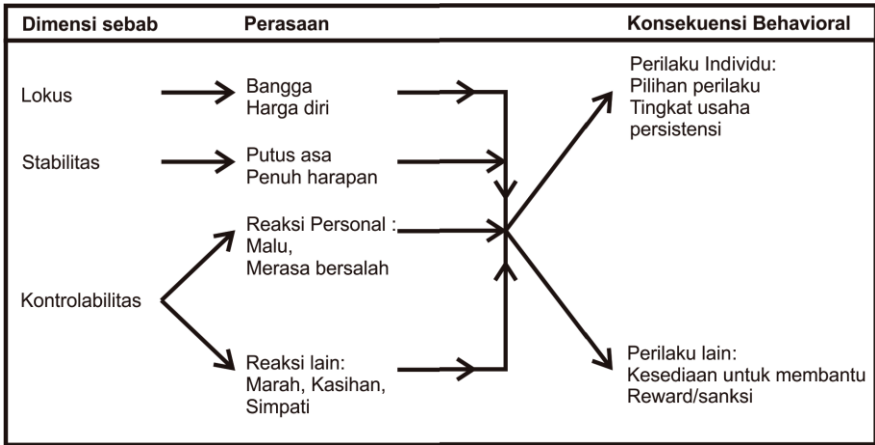 Dimensi sebab Perasaan Konsekuensi Behavioral
Lokus
Bangga
Harga diri
Stabilitas
Putus asa
Penuh harapan
Kontrolabilitas
Reaksi Personal :
Malu,
Merasa bersalah
Reaksi lain:
Marah, Kasihan,
Simpati
Perilaku Individu:
Pilihan perilaku
Tingkat usaha
persistensi
Perilaku lain:
Kesediaan untuk membantu
Reward/sanksi